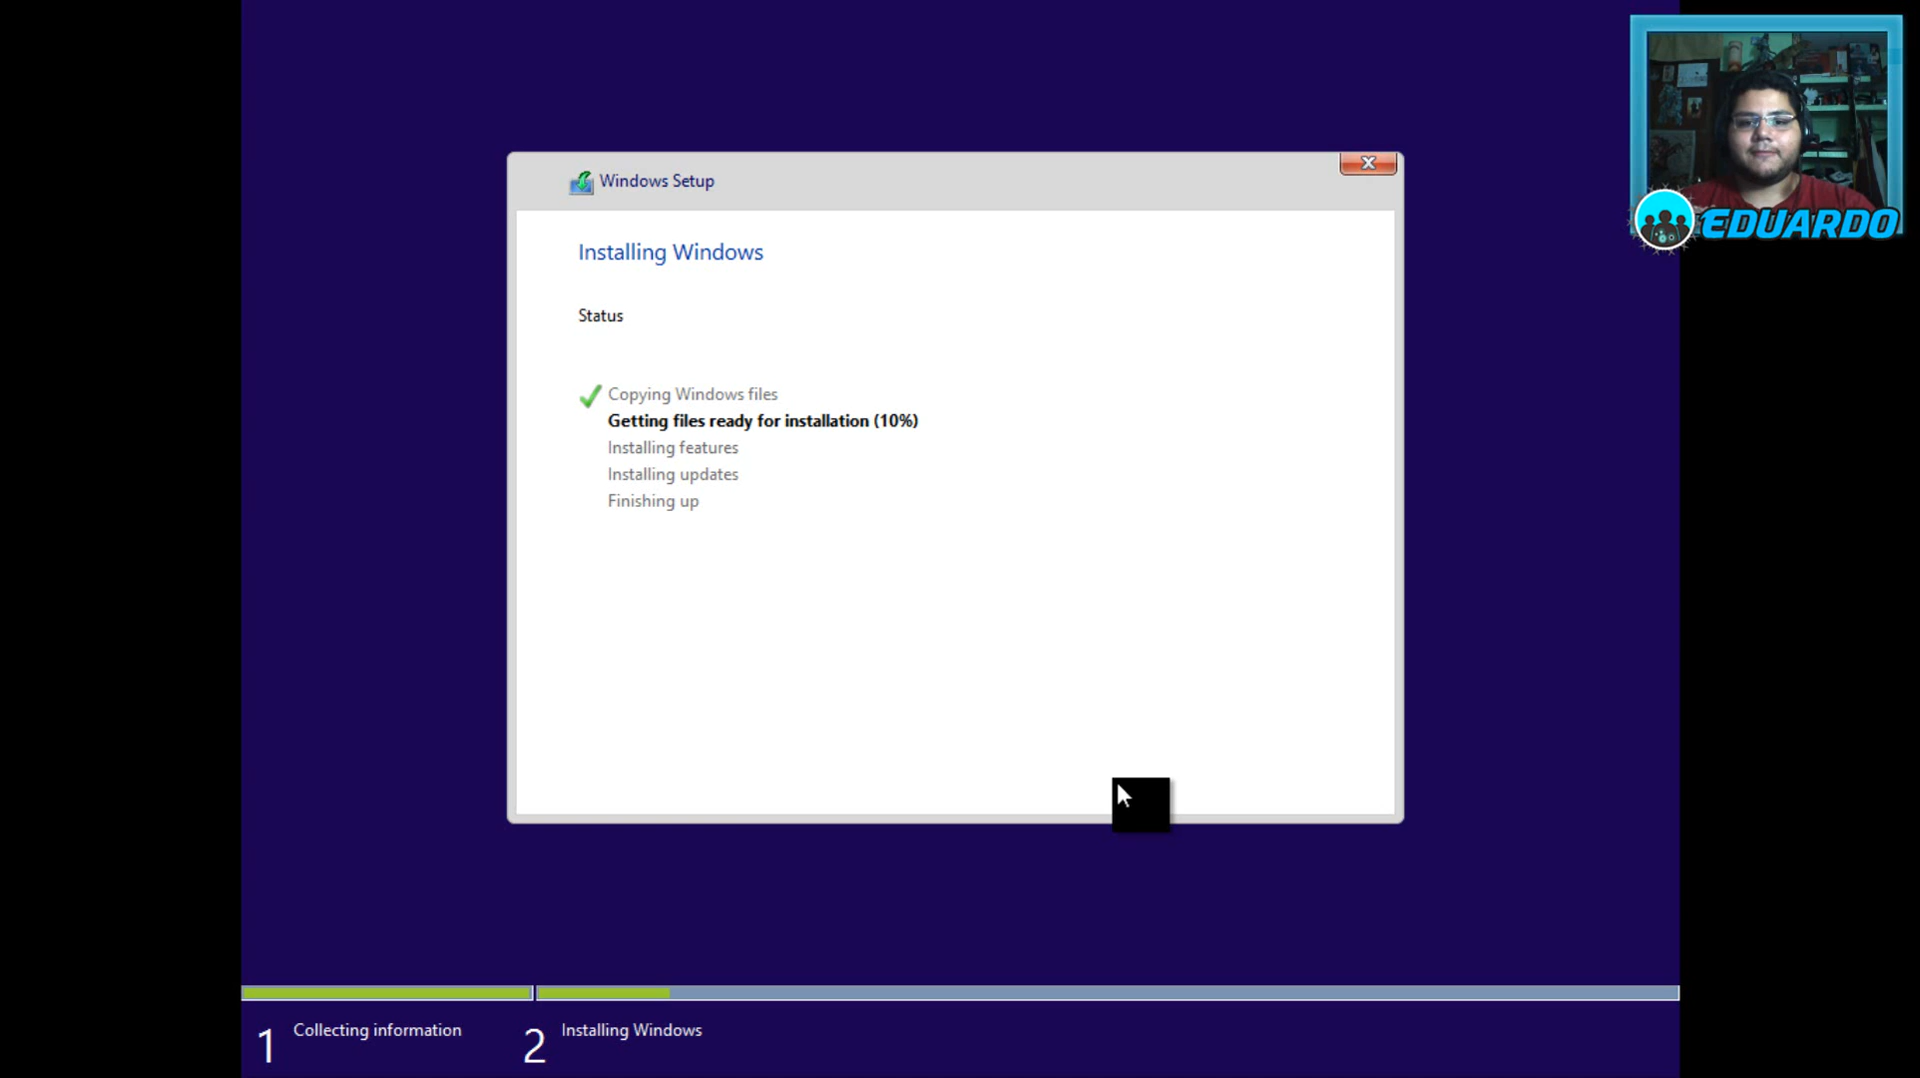 Windows Setup
EDUARDO
Installing Windows
Status
Copying Windows files
Getting files ready for installation (10%)
Installing features
Installing updates
Finishing up
1 Collecting information
2 Installing Windows